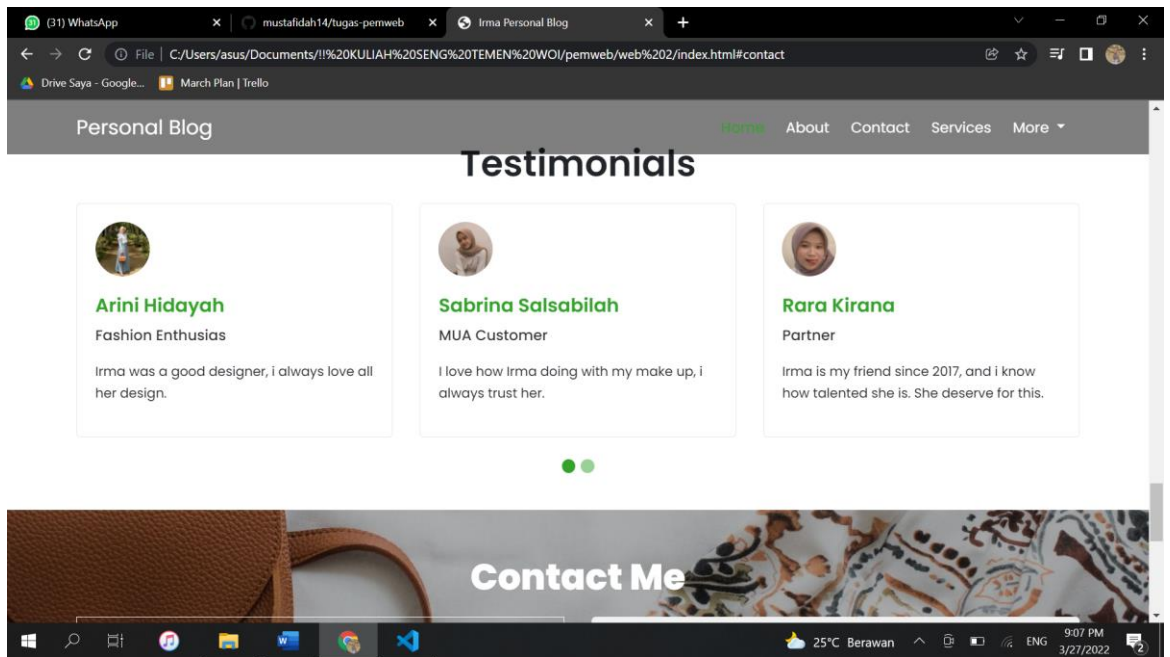 (31) WhatsApp
mustafidah14/tugas-pemweb
Irma Personal Blog
File | C:/Users/asus/Documents/!!%20KULIAH%20SENG%20TEMEN%20WOI/pemweb/web%202/index.html#contact
Drive Saya - Google...
March Plan | Trello
Personal Blog
Home About Contact Services More
Testimonials
Arini Hidayah
Fashion Enthusias
Irma was a good designer, i always love all
her design.
Sabrina Salsabilah
MUA Customer
I love how Irma doing with my make up, i
always trust her.
Rara Kirana
Partner
Irma is my friend since 2017, and i know
how talented she is. She deserve for this.
Contact Me
25°C Berawan
ENG
9:07 PM
3/27/2022
2